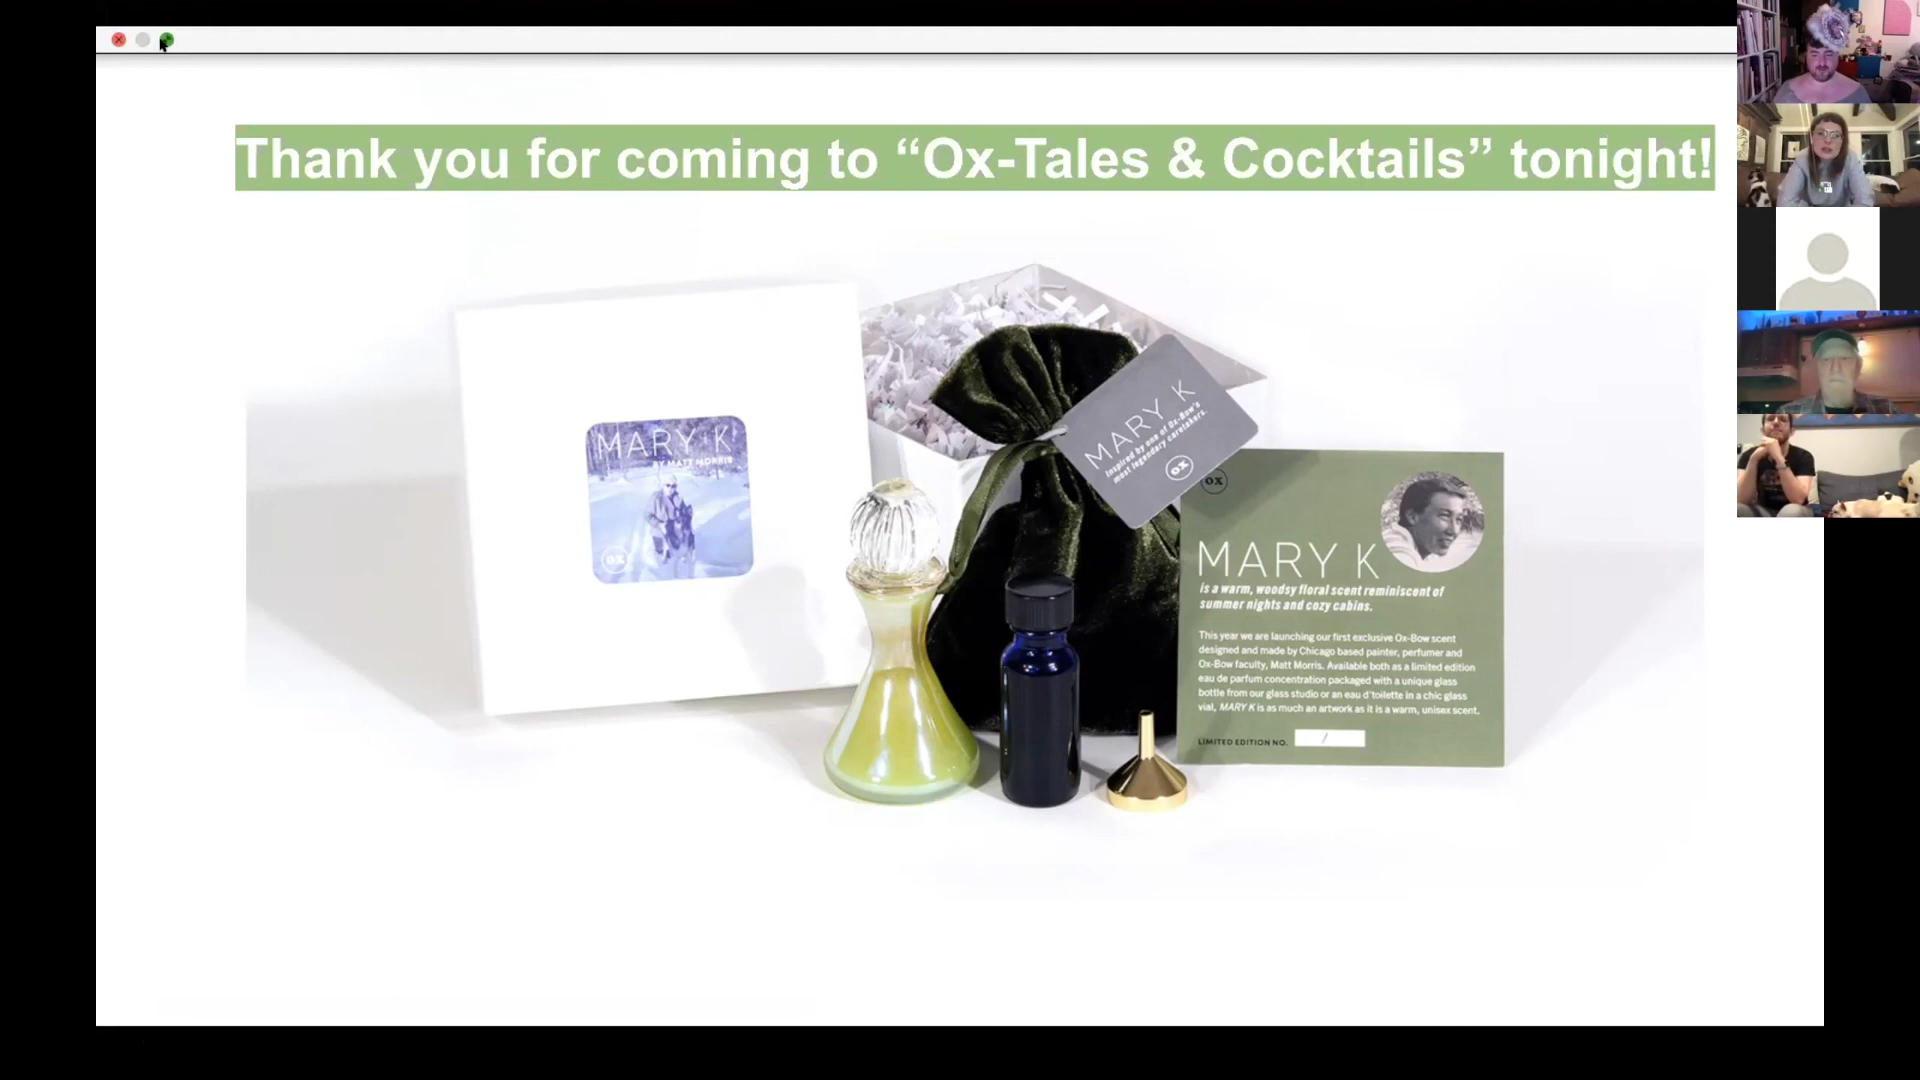 Thank you for coming to “Ox-Tales & Cocktails” tonight!
MARY K
BY MATT MORRIS
OX
MARY K
Inspired by one of Ox-Bow's
most legendary caretakers.
OX
OX
MARY K
is a warm, woodsy floral scent reminiscent of
summer nights and cozy cabins.
This year we are launching our first exclusive Ox-Bow scent
designed and made by Chicago based painter, perfumer and
Ox-Bow faculty, Matt Morris. Available both as a limited edition
eau de parfum concentration packaged with a unique glass
bottle from our glass studio or an eau d'toilette in a chic glass
vial, MARY K is as much an artwork as it is a warm, unisex scent.
LIMITED EDITION NO. /